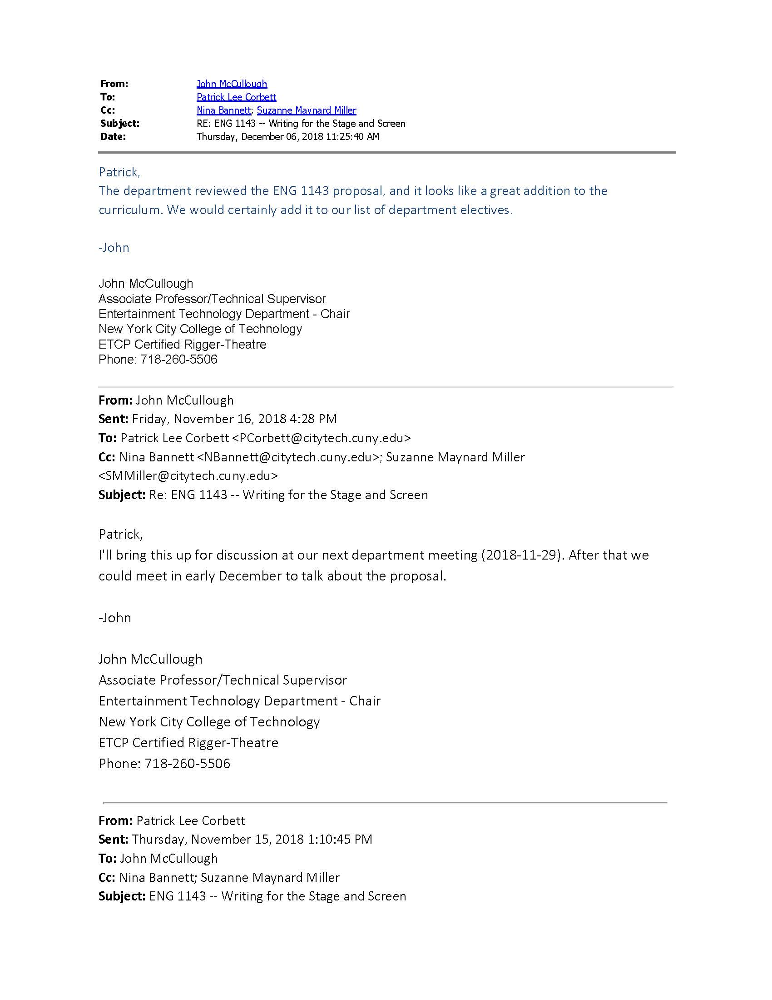 From: John McCullough
To: Patrick Lee Corbett
Cc: Nina Bannett; Suzanne Maynard Miller
Subject: RE: ENG 1143 -- Writing for the Stage and Screen
Date: Thursday, December 06, 2018 11:25:40 AM
Patrick,
The department reviewed the ENG 1143 proposal, and it looks like a great addition to the
curriculum. We would certainly add it to our list of department electives.
-John
John McCullough
Associate Professor/Technical Supervisor
Entertainment Technology Department - Chair
New York City College of Technology
ETCP Certified Rigger-Theatre
Phone: 718-260-5506
From: John McCullough
Sent: Friday, November 16, 2018 4:28 PM
To: Patrick Lee Corbett <PCorbett@citytech.cuny.edu>
Cc: Nina Bannett <NBannett@citytech.cuny.edu>; Suzanne Maynard Miller
<SMMiller@citytech.cuny.edu>
Subject: Re: ENG 1143 -- Writing for the Stage and Screen
Patrick,
I'll bring this up for discussion at our next department meeting (2018-11-29). After that we
could meet in early December to talk about the proposal.
-John
John McCullough
Associate Professor/Technical Supervisor
Entertainment Technology Department - Chair
New York City College of Technology
ETCP Certified Rigger-Theatre
Phone: 718-260-5506
From: Patrick Lee Corbett
Sent: Thursday, November 15, 2018 1:10:45 PM
To: John McCullough
Cc: Nina Bannett; Suzanne Maynard Miller
Subject: ENG 1143 -- Writing for the Stage and Screen